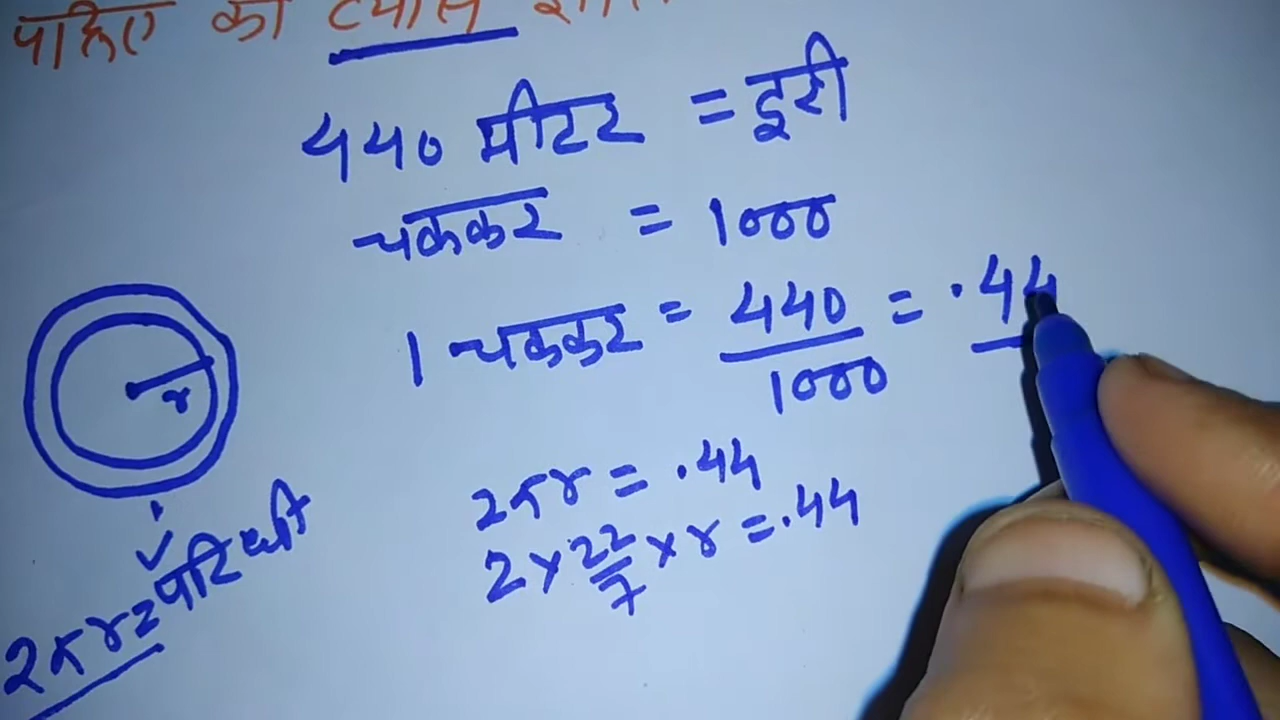 पहिए का व्यास
440 मीटर = दूरी
चक्कर = 1000
1 चक्कर = 440/1000 = .44
2πr = .44
2 × 22/7 × r = .44
r
2πr = परिधी